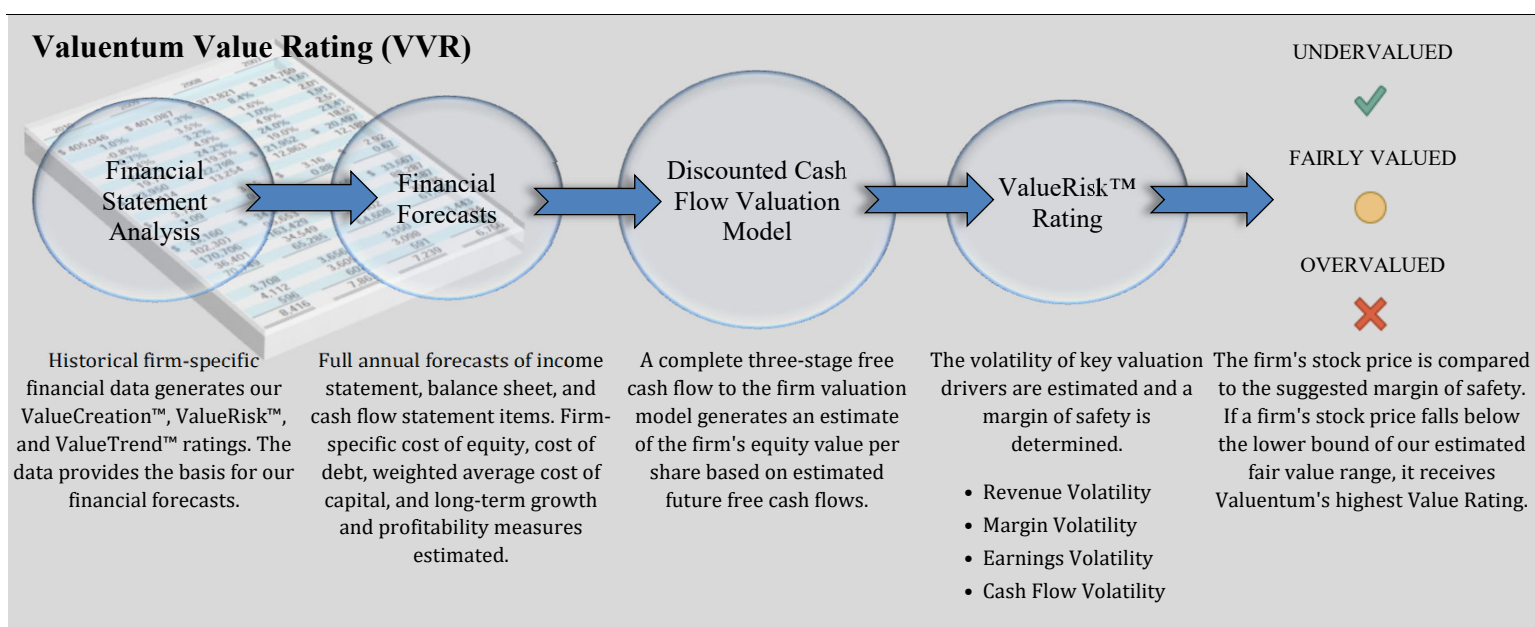 Valuentum Value Rating (VVR)
Financial
Statement
Analysis
Financial
Forecasts
Discounted Cash
Flow Valuation
Model
ValueRisk™
Rating
UNDERVALUED
FAIRLY VALUED
OVERVALUED
Historical firm-specific
financial data generates our
ValueCreation™, ValueRisk™,
and ValueTrend™ ratings. The
data provides the basis for our
financial forecasts.
Full annual forecasts of income
statement, balance sheet, and
cash flow statement items. Firm-
specific cost of equity, cost of
debt, weighted average cost of
capital, and long-term growth
and profitability measures
estimated.
A complete three-stage free
cash flow to the firm valuation
model generates an estimate
of the firm's equity value per
share based on estimated
future free cash flows.
The volatility of key valuation
drivers are estimated and a
margin of safety is
determined.
• Revenue Volatility
• Margin Volatility
• Earnings Volatility
• Cash Flow Volatility
The firm's stock price is compared
to the suggested margin of safety.
If a firm's stock price falls below
the lower bound of our estimated
fair value range, it receives
Valuentum's highest Value Rating.